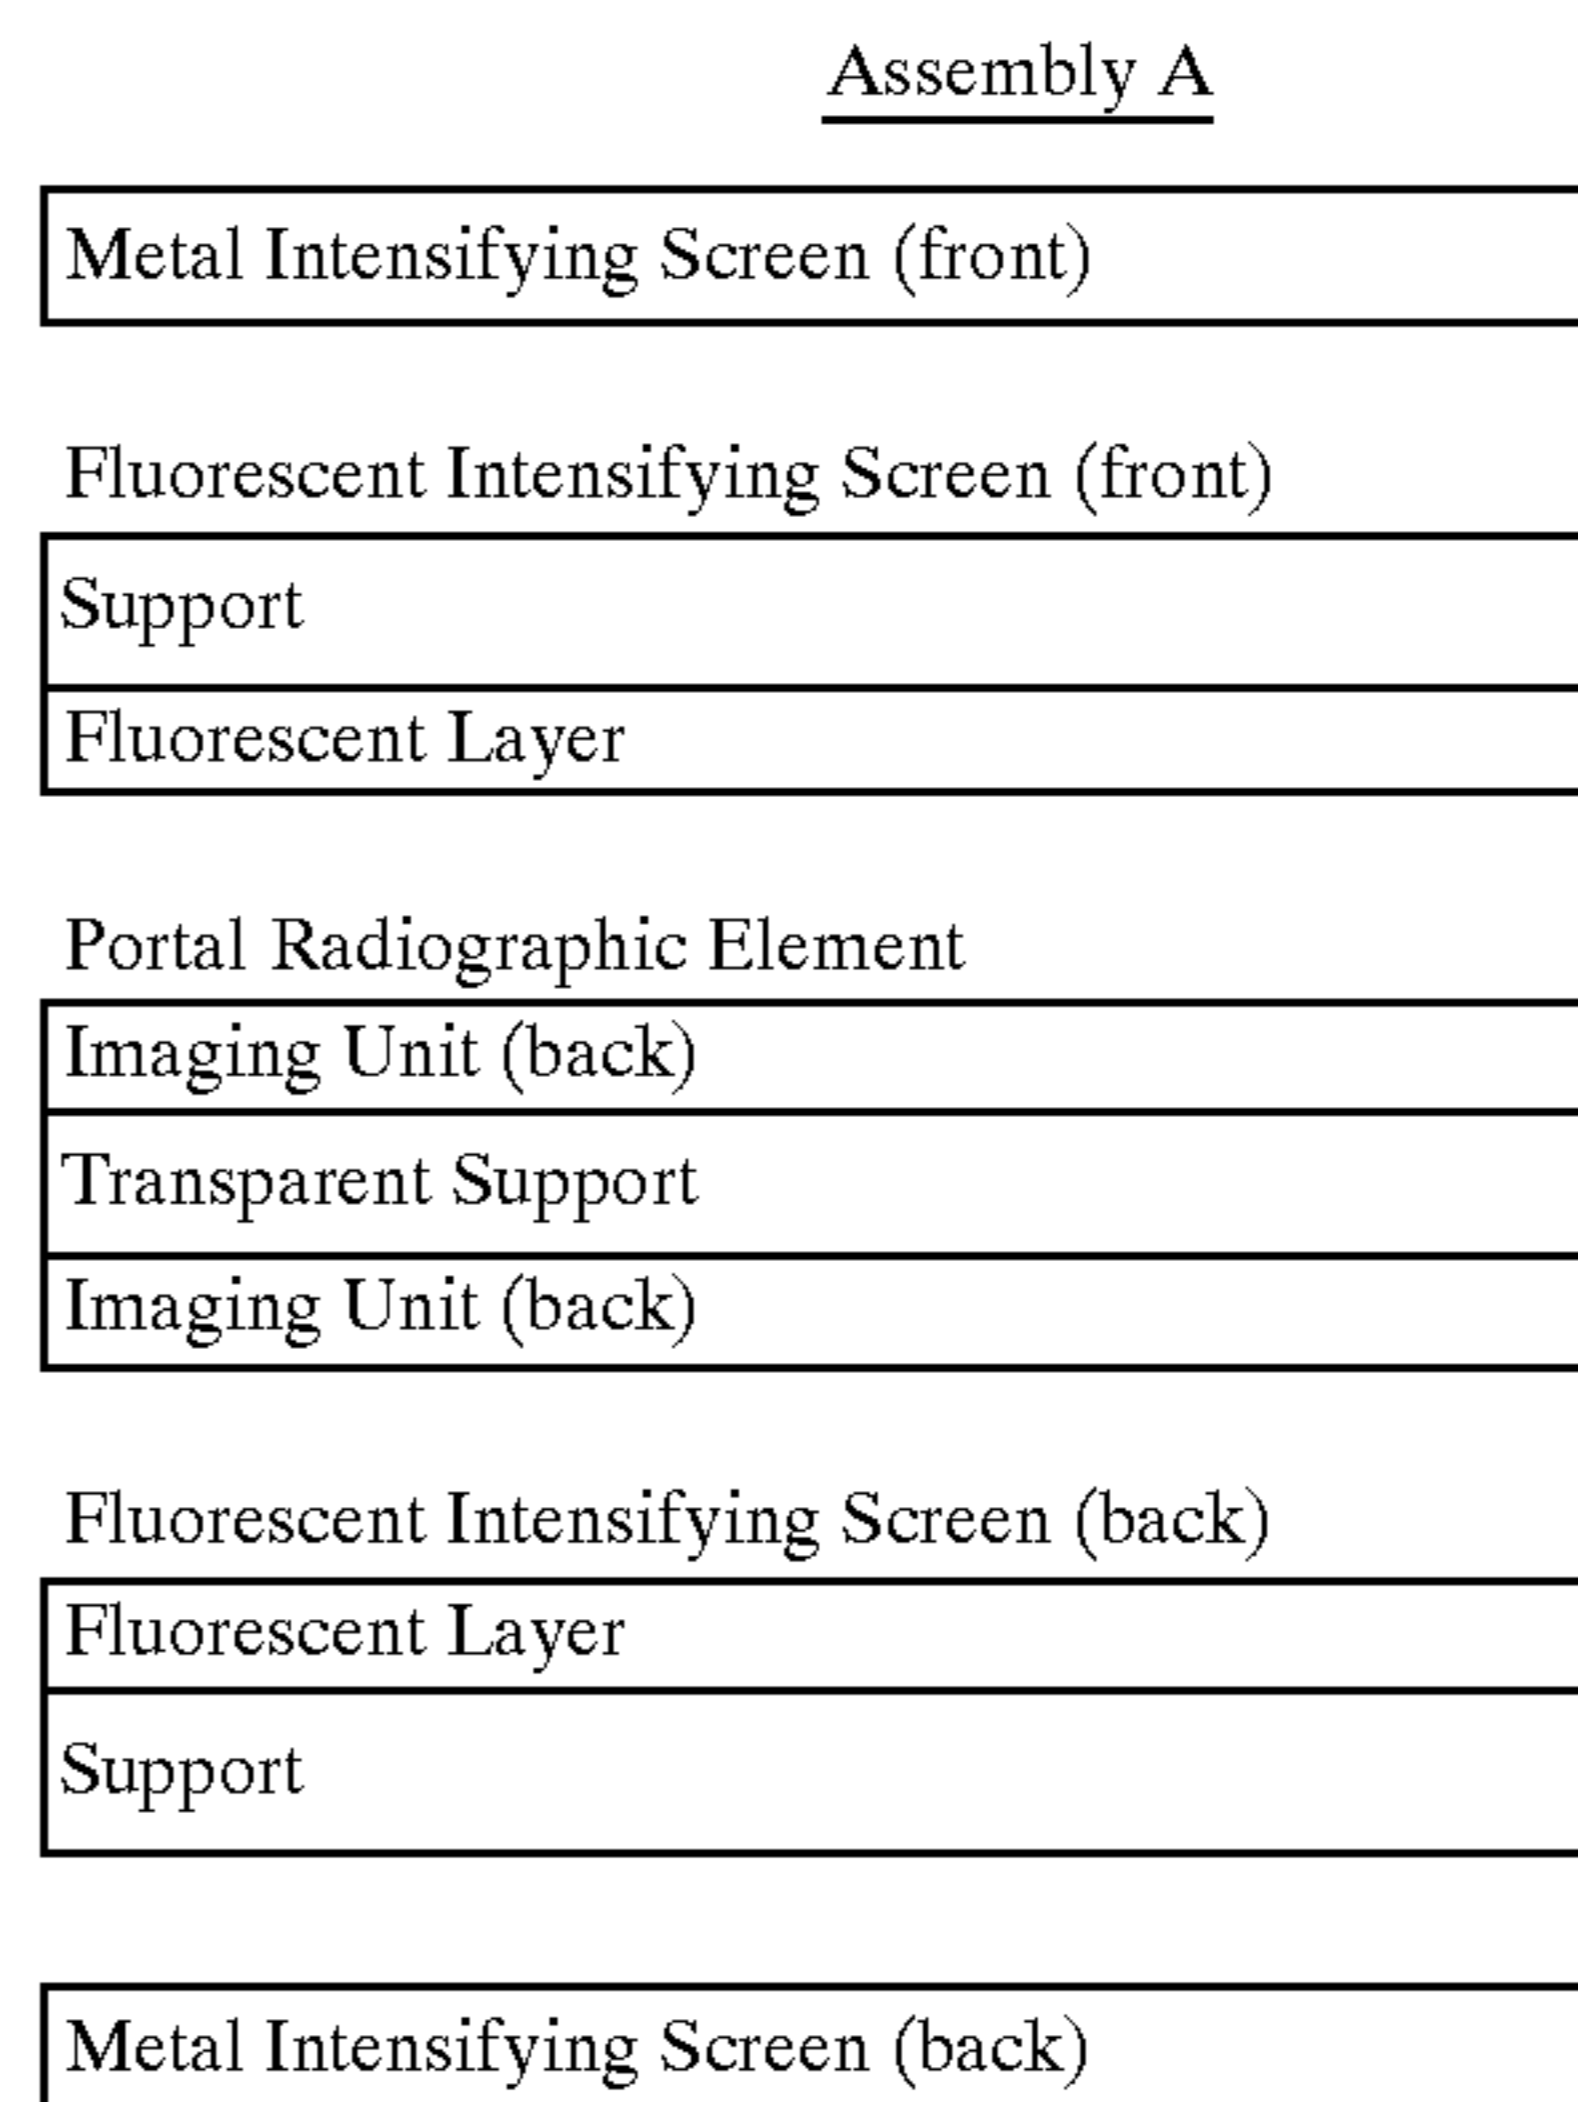 Assembly A
Metal Intensifying Screen (front)
Fluorescent Intensifying Screen (front)
Support
Fluorescent Layer
Portal Radiographic Element
Imaging Unit (back)
Transparent Support
Imaging Unit (back)
Fluorescent Intensifying Screen (back)
Fluorescent Layer
Support
Metal Intensifying Screen (back)